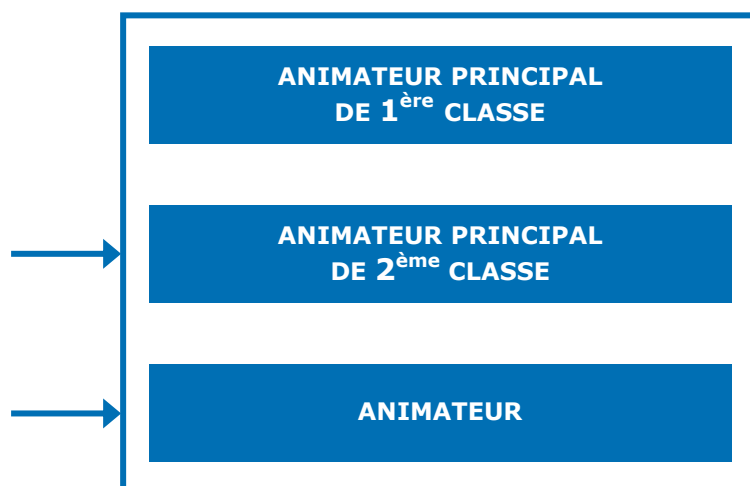 ANIMATEUR PRINCIPAL
DE 1ère CLASSE
ANIMATEUR PRINCIPAL
DE 2ème CLASSE
ANIMATEUR